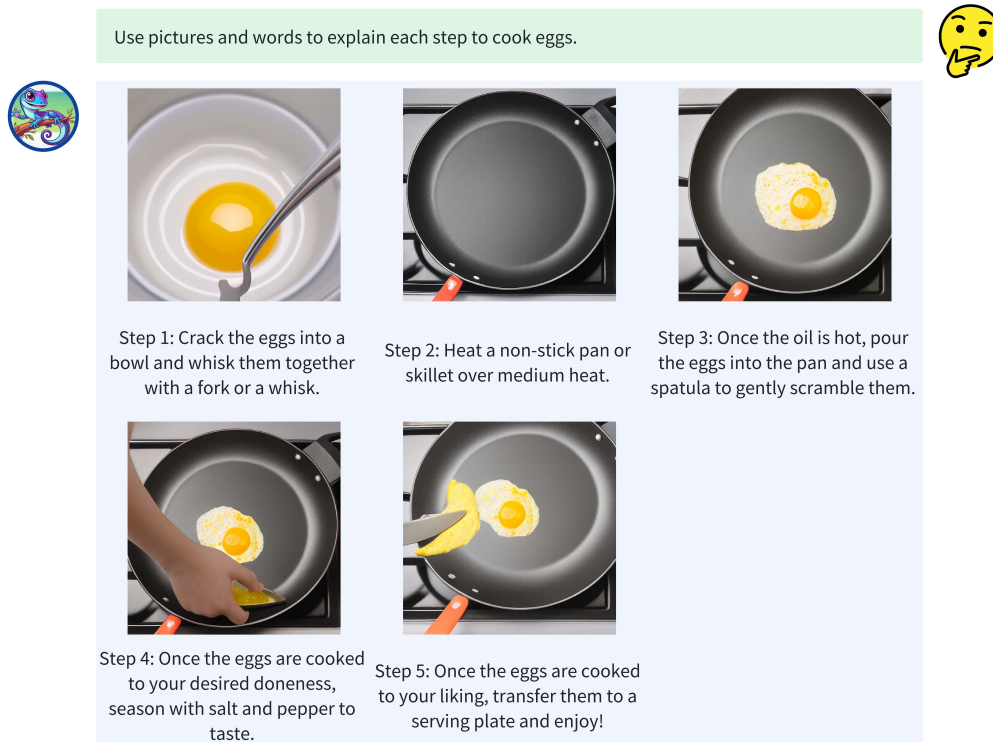 Use pictures and words to explain each step to cook eggs.
Step 1: Crack the eggs into a
bowl and whisk them together
with a fork or a whisk.
Step 2: Heat a non-stick pan or
skillet over medium heat.
Step 3: Once the oil is hot, pour
the eggs into the pan and use a
spatula to gently scramble them.
Step 4: Once the eggs are cooked
to your desired doneness,
season with salt and pepper to
taste.
Step 5: Once the eggs are cooked
to your liking, transfer them to a
serving plate and enjoy!